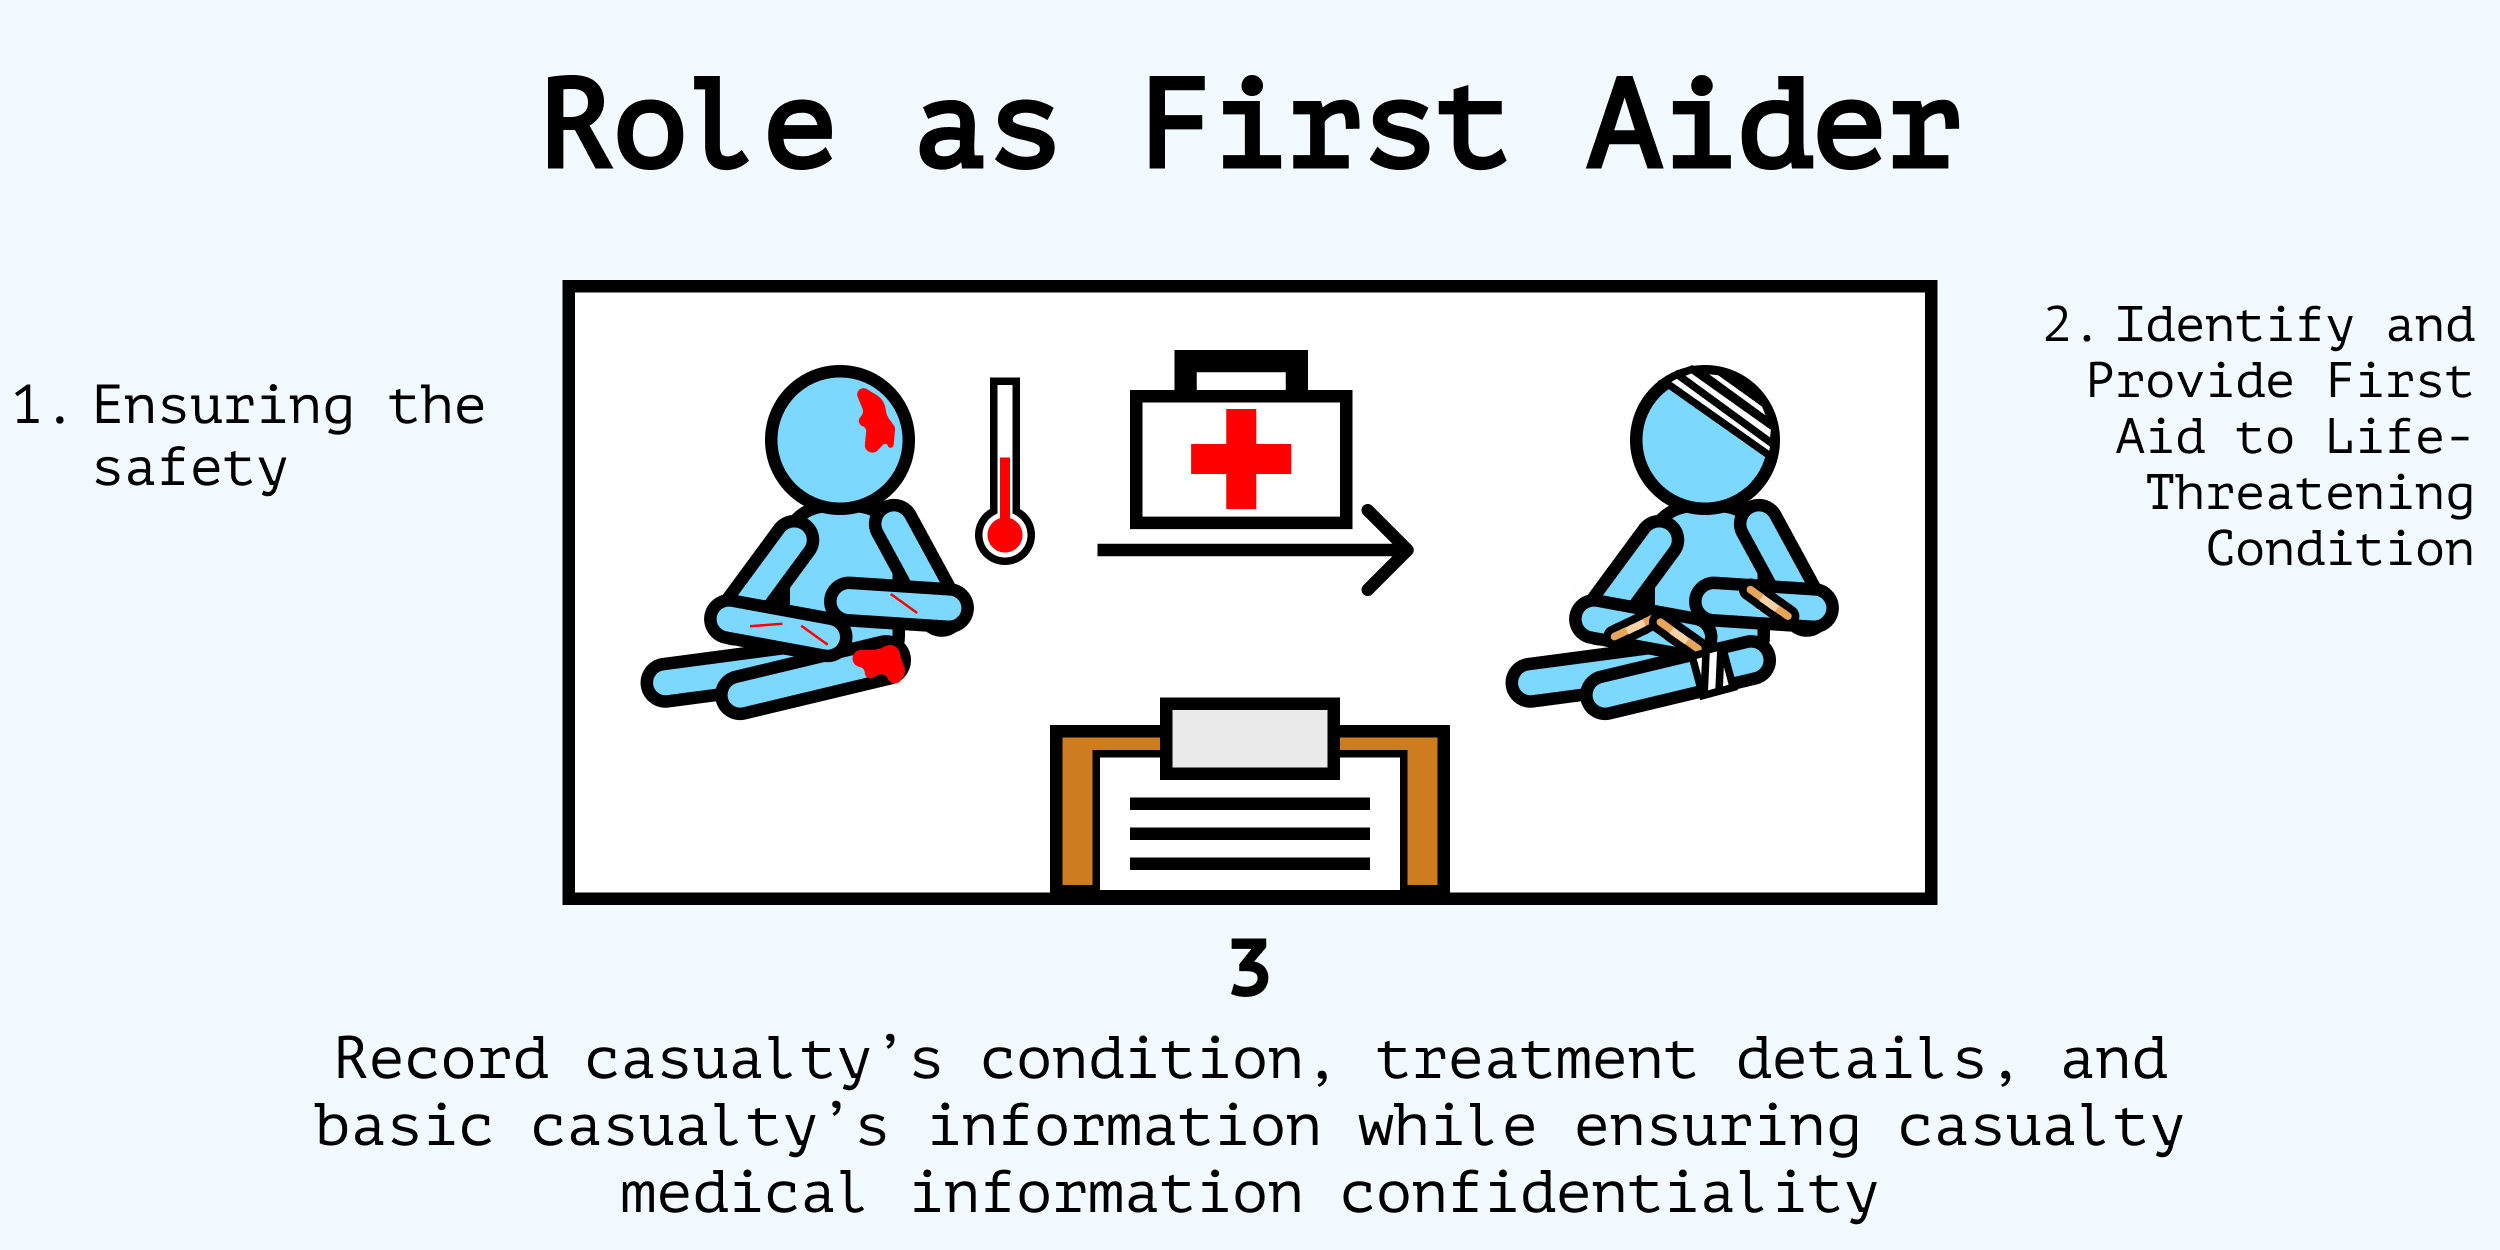 Role as First Aider
1. Ensuring the
safety
2. Identify and
Provide First
Aid to Life-
Threatening
Condition
3
Record casualty’s condition, treatment details, and
basic casualty’s information while ensuring casualty
medical information confidentiality